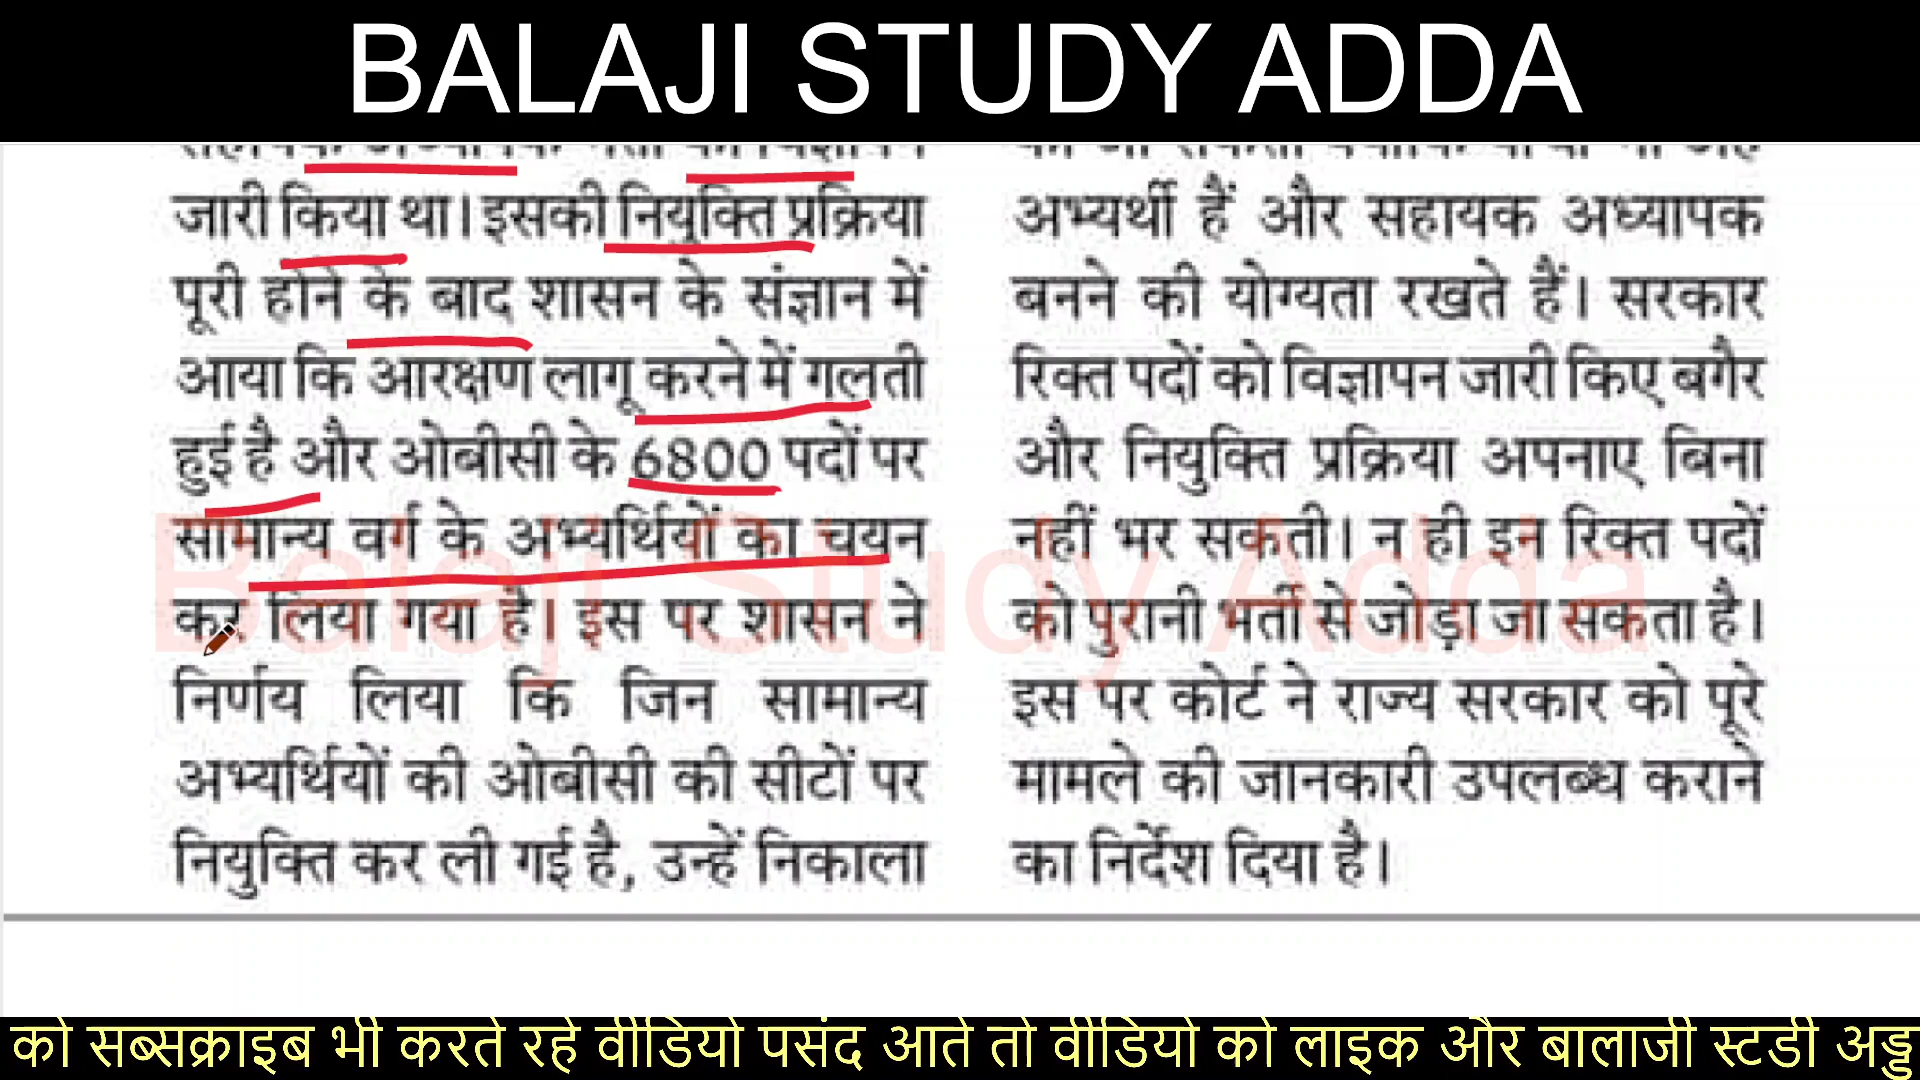 BALAJI STUDY ADDA
जारी किया था। इसकी नियुक्ति प्रक्रिया
पूरी होने के बाद शासन के संज्ञान में
आया कि आरक्षण लागू करने में गलती
हुई है और ओबीसी के 6800 पदों पर
सामान्य वर्ग के अभ्यर्थियों का चयन
कर लिया गया है। इस पर शासन ने
निर्णय लिया कि जिन सामान्य
अभ्यर्थियों की ओबीसी की सीटों पर
नियुक्ति कर ली गई है, उन्हें निकाला
अभ्यर्थी हैं और सहायक अध्यापक
बनने की योग्यता रखते हैं। सरकार
रिक्त पदों को विज्ञापन जारी किए बगैर
और नियुक्ति प्रक्रिया अपनाए बिना
नहीं भर सकती। न ही इन रिक्त पदों
को पुरानी भर्ती से जोड़ा जा सकता है।
इस पर कोर्ट ने राज्य सरकार को पूरे
मामले की जानकारी उपलब्ध कराने
का निर्देश दिया है।
Balaji Study Adda
को सब्सक्राइब भी करते रहे वीडियो पसंद आते तो वीडियो को लाइक और बालाजी स्टडी अड्ड